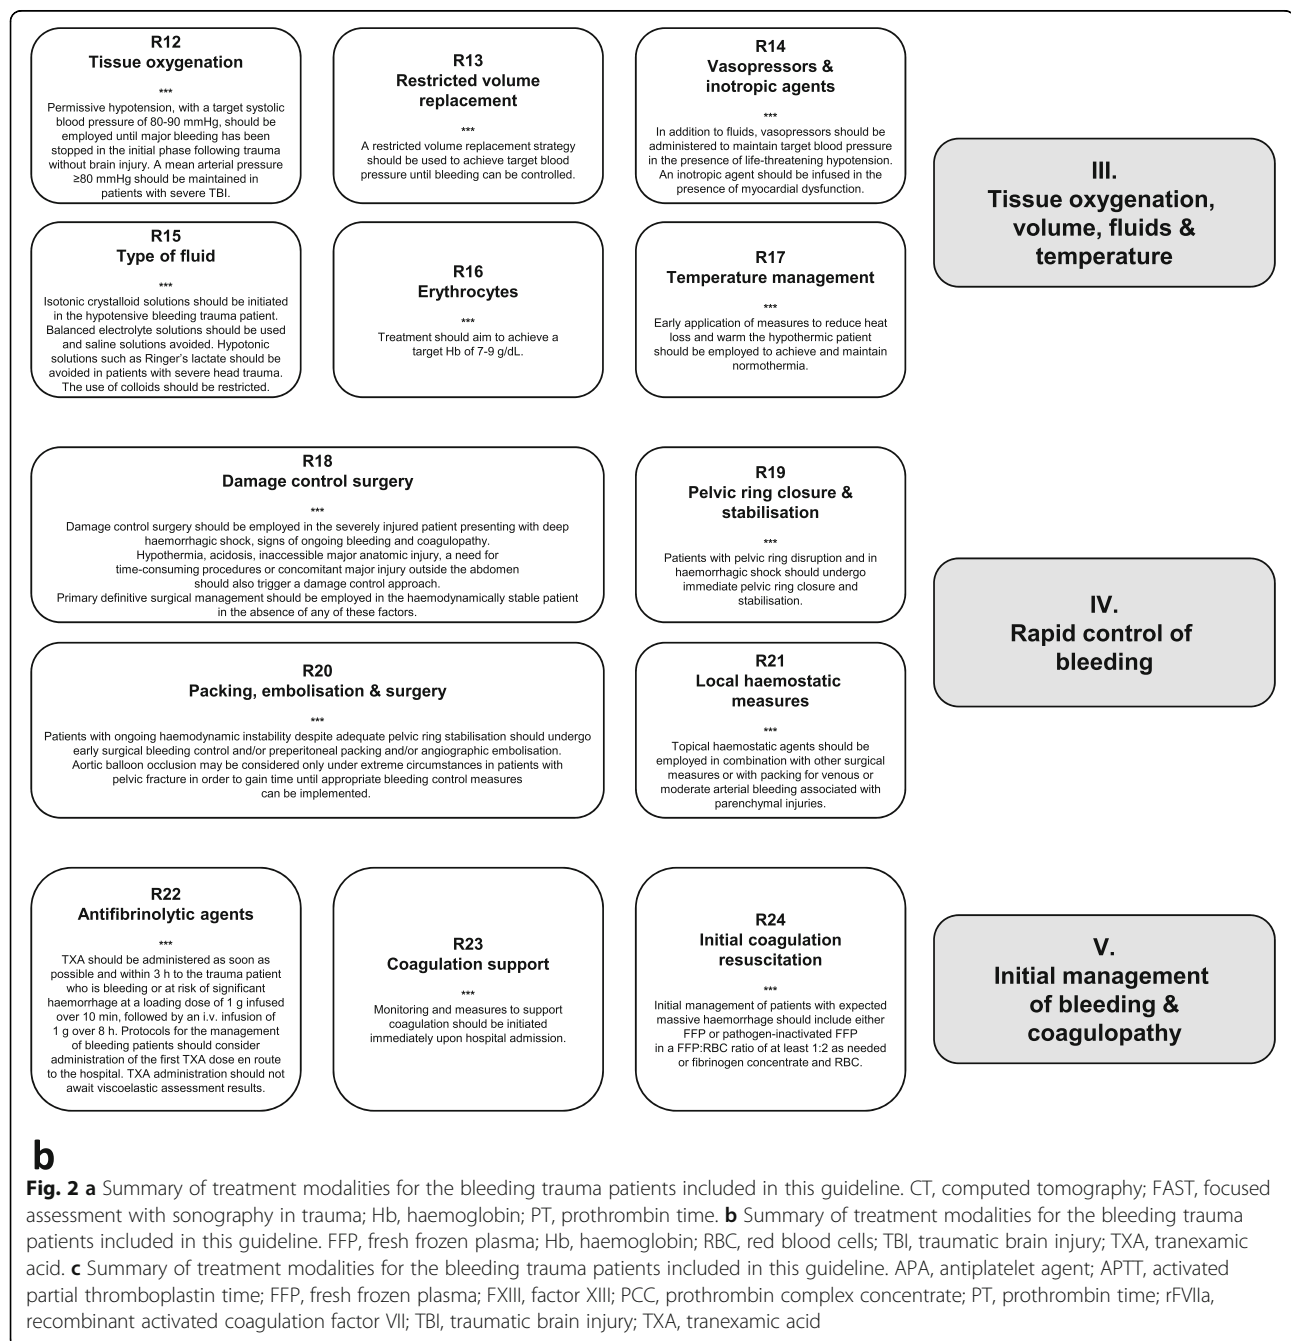 R12
Tissue oxygenation
***
Permissive hypotension, with a target systolic
blood pressure of 80-90 mmHg, should be
employed until major bleeding has been
stopped in the initial phase following trauma
without brain injury. A mean arterial pressure
≥80 mmHg should be maintained in
patients with severe TBI.
R13
Restricted volume
replacement
***
A restricted volume replacement strategy
should be used to achieve target blood
pressure until bleeding can be controlled.
R14
Vasopressors &
inotropic agents
***
In addition to fluids, vasopressors should be
administered to maintain target blood pressure
in the presence of life-threatening hypotension.
An inotropic agent should be infused in the
presence of myocardial dysfunction.
III.
Tissue oxygenation,
volume, fluids &
temperature
R15
Type of fluid
***
Isotonic crystalloid solutions should be initiated
in the hypotensive bleeding trauma patient.
Balanced electrolyte solutions should be used
and saline solutions avoided. Hypotonic
solutions such as Ringer's lactate should be
avoided in patients with severe head trauma.
The use of colloids should be restricted.
R16
Erythrocytes
***
Treatment should aim to achieve a
target Hb of 7-9 g/dL.
R17
Temperature management
***
Early application of measures to reduce heat
loss and warm the hypothermic patient
should be employed to achieve and maintain
normothermia.
R18
Damage control surgery
***
Damage control surgery should be employed in the severely injured patient presenting with deep
haemorrhagic shock, signs of ongoing bleeding and coagulopathy.
Hypothermia, acidosis, inaccessible major anatomic injury, a need for
time-consuming procedures or concomitant major injury outside the abdomen
should also trigger a damage control approach.
Primary definitive surgical management should be employed in the haemodynamically stable patient
in the absence of any of these factors.
R19
Pelvic ring closure &
stabilisation
***
Patients with pelvic ring disruption and in
haemorrhagic shock should undergo
immediate pelvic ring closure and
stabilisation.
IV.
Rapid control of
bleeding
R20
Packing, embolisation & surgery
***
Patients with ongoing haemodynamic instability despite adequate pelvic ring stabilisation should undergo
early surgical bleeding control and/or preperitoneal packing and/or angiographic embolisation.
Aortic balloon occlusion may be considered only under extreme circumstances in patients with
pelvic fracture in order to gain time until appropriate bleeding control measures
can be implemented.
R21
Local haemostatic
measures
***
Topical haemostatic agents should be
employed in combination with other surgical
measures or with packing for venous or
moderate arterial bleeding associated with
parenchymal injuries.
R22
Antifibrinolytic agents
***
TXA should be administered as soon as
possible and within 3 h to the trauma patient
who is bleeding or at risk of significant
haemorrhage at a loading dose of 1 g infused
over 10 min, followed by an i.v. infusion of
1 g over 8 h. Protocols for the management
of bleeding patients should consider
administration of the first TXA dose en route
to the hospital. TXA administration should not
await viscoelastic assessment results.
R23
Coagulation support
***
Monitoring and measures to support
coagulation should be initiated
immediately upon hospital admission.
R24
Initial coagulation
resuscitation
***
Initial management of patients with expected
massive haemorrhage should include either
FFP or pathogen-inactivated FFP
in a FFP:RBC ratio of at least 1:2 as needed
or fibrinogen concentrate and RBC.
V.
Initial management
of bleeding &
coagulopathy
b
Fig. 2 a Summary of treatment modalities for the bleeding trauma patients included in this guideline. CT, computed tomography; FAST, focused
assessment with sonography in trauma; Hb, haemoglobin; PT, prothrombin time. b Summary of treatment modalities for the bleeding trauma
patients included in this guideline. FFP, fresh frozen plasma; Hb, haemoglobin; RBC, red blood cells; TBI, traumatic brain injury; TXA, tranexamic
acid. c Summary of treatment modalities for the bleeding trauma patients included in this guideline. APA, antiplatelet agent; APTT, activated
partial thromboplastin time; FFP, fresh frozen plasma; FXIII, factor XIII; PCC, prothrombin complex concentrate; PT, prothrombin time; rFVIIa,
recombinant activated coagulation factor VII; TBI, traumatic brain injury; TXA, tranexamic acid